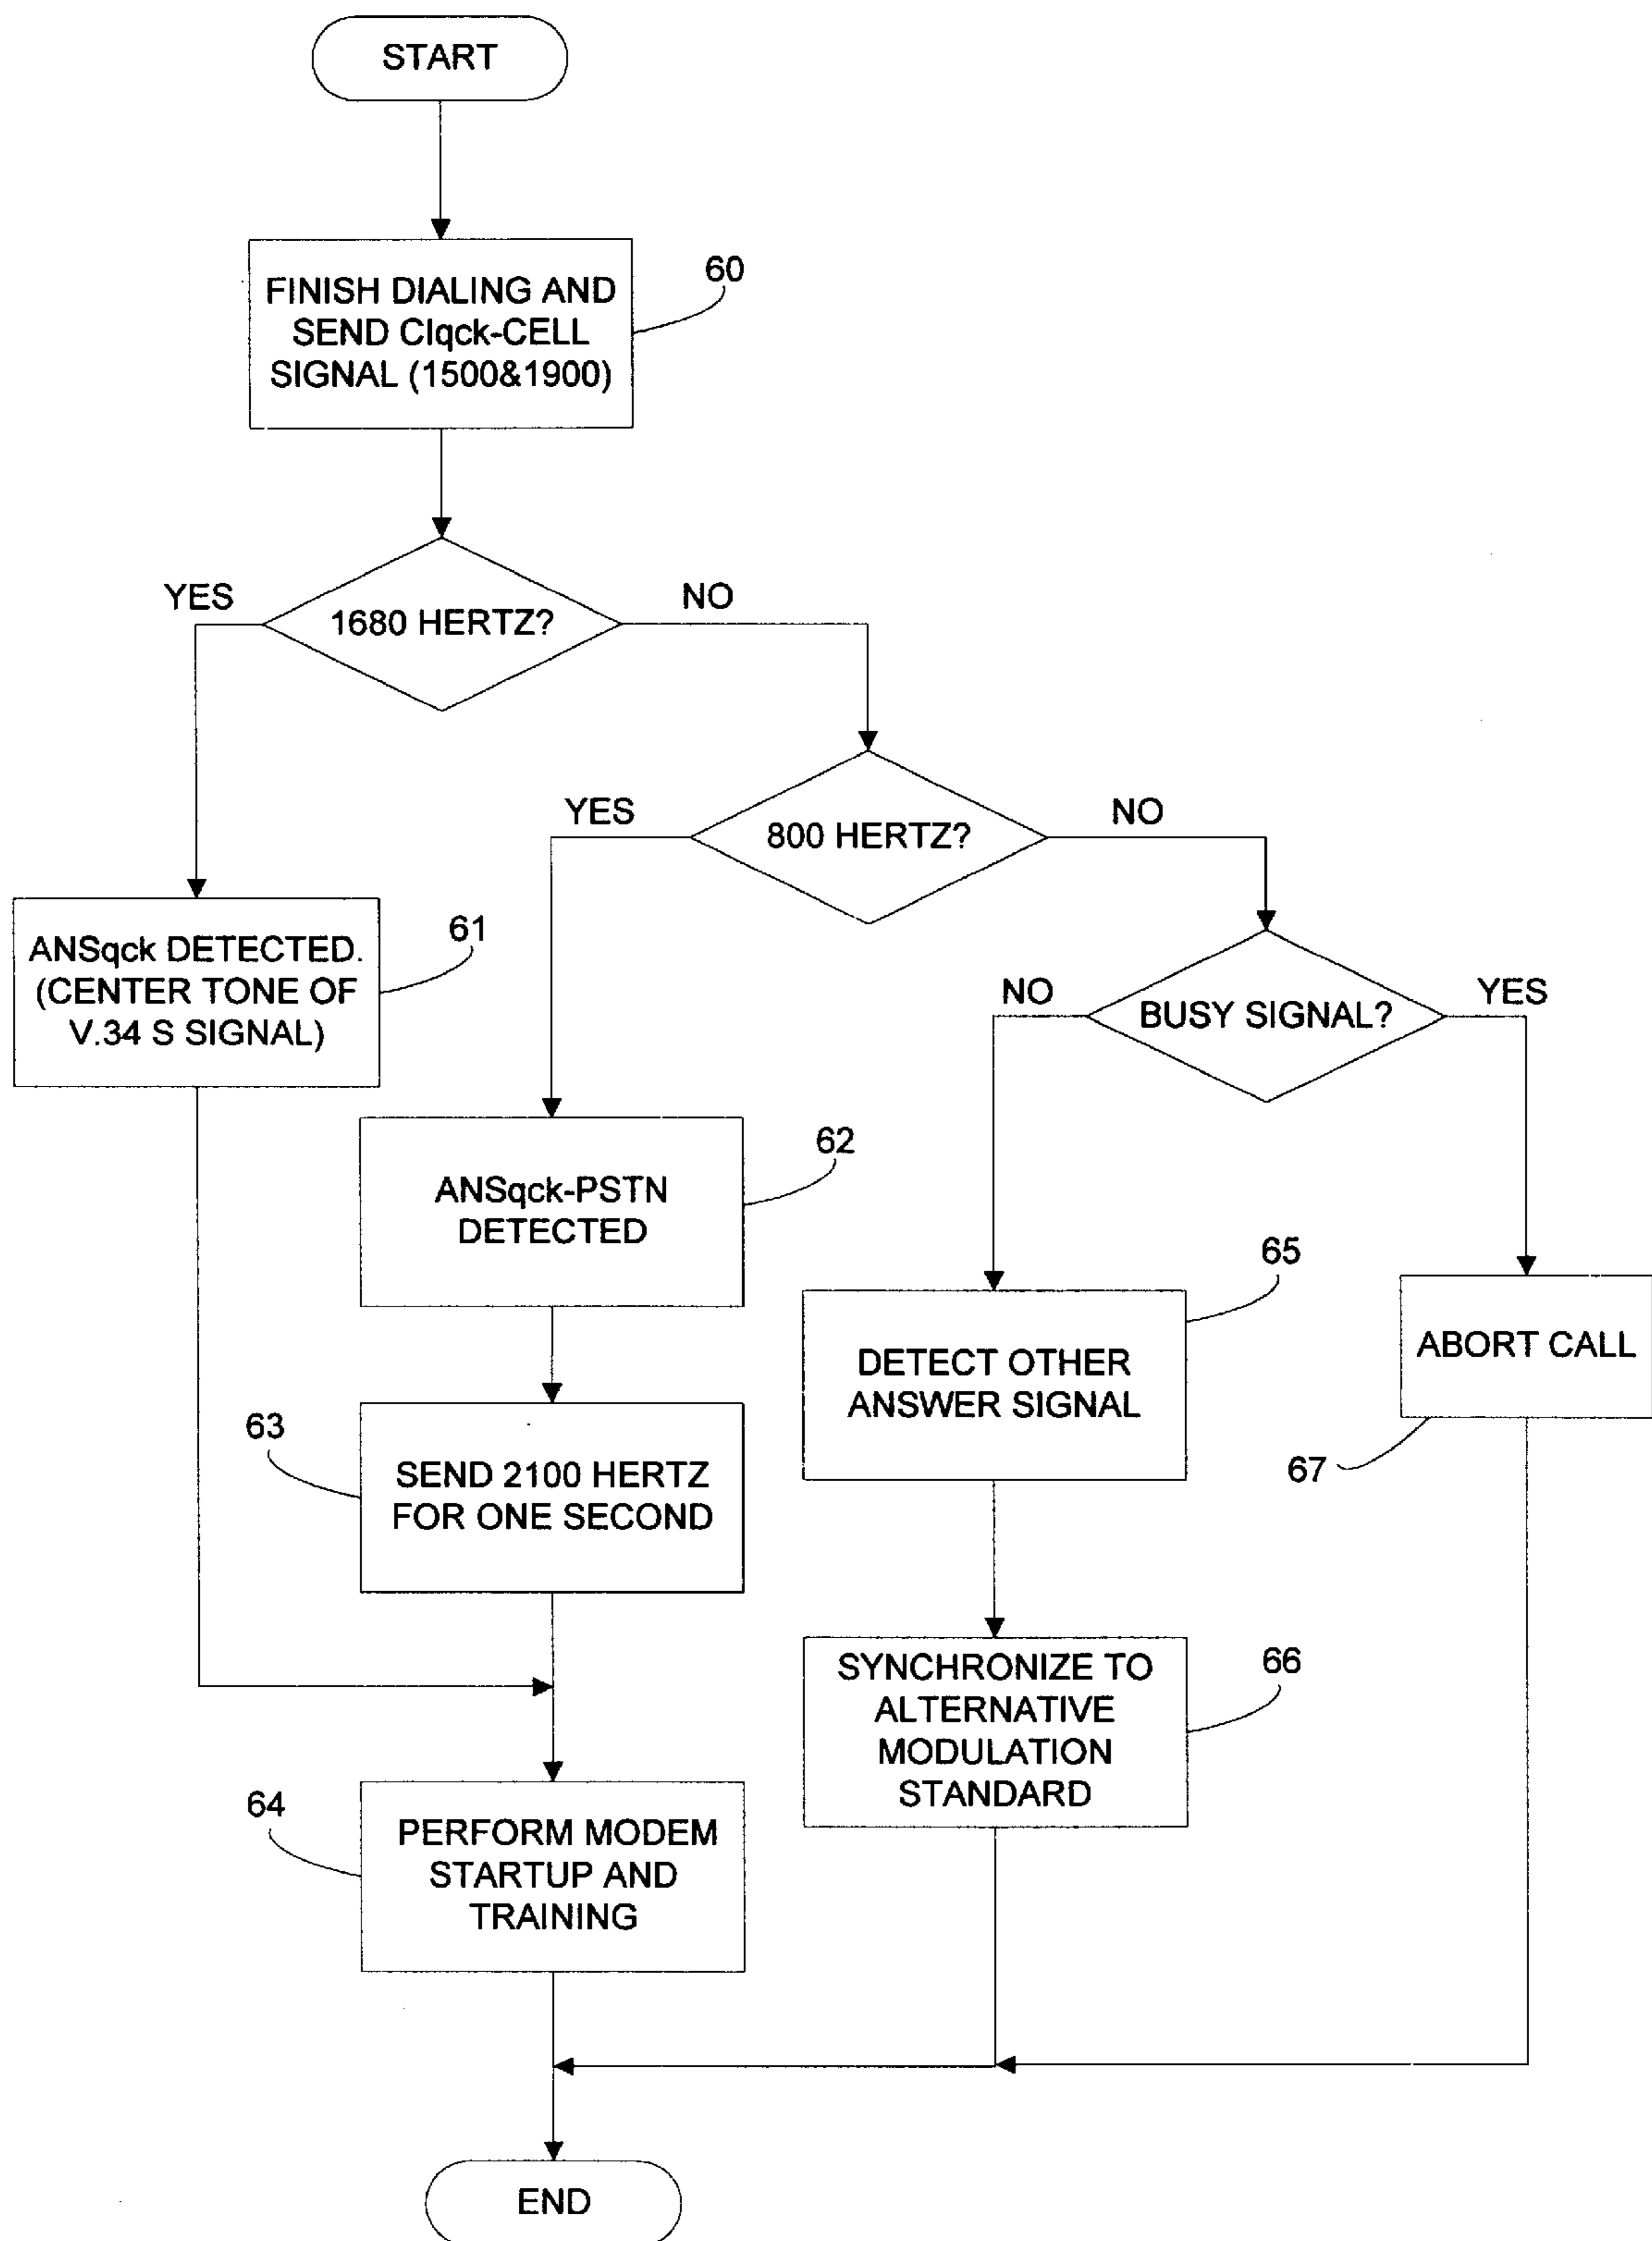 START
FINISH DIALING AND
SEND CIqck-CELL
SIGNAL (1500&1900)
60
1680 HERTZ?
YES
NO
800 HERTZ?
YES
NO
BUSY SIGNAL?
NO
YES
ANSqck DETECTED.
(CENTER TONE OF
V.34 S SIGNAL)
61
ANSqck-PSTN
DETECTED
62
SEND 2100 HERTZ
FOR ONE SECOND
63
DETECT OTHER
ANSWER SIGNAL
65
ABORT CALL
67
SYNCHRONIZE TO
ALTERNATIVE
MODULATION
STANDARD
66
PERFORM MODEM
STARTUP AND
TRAINING
64
END